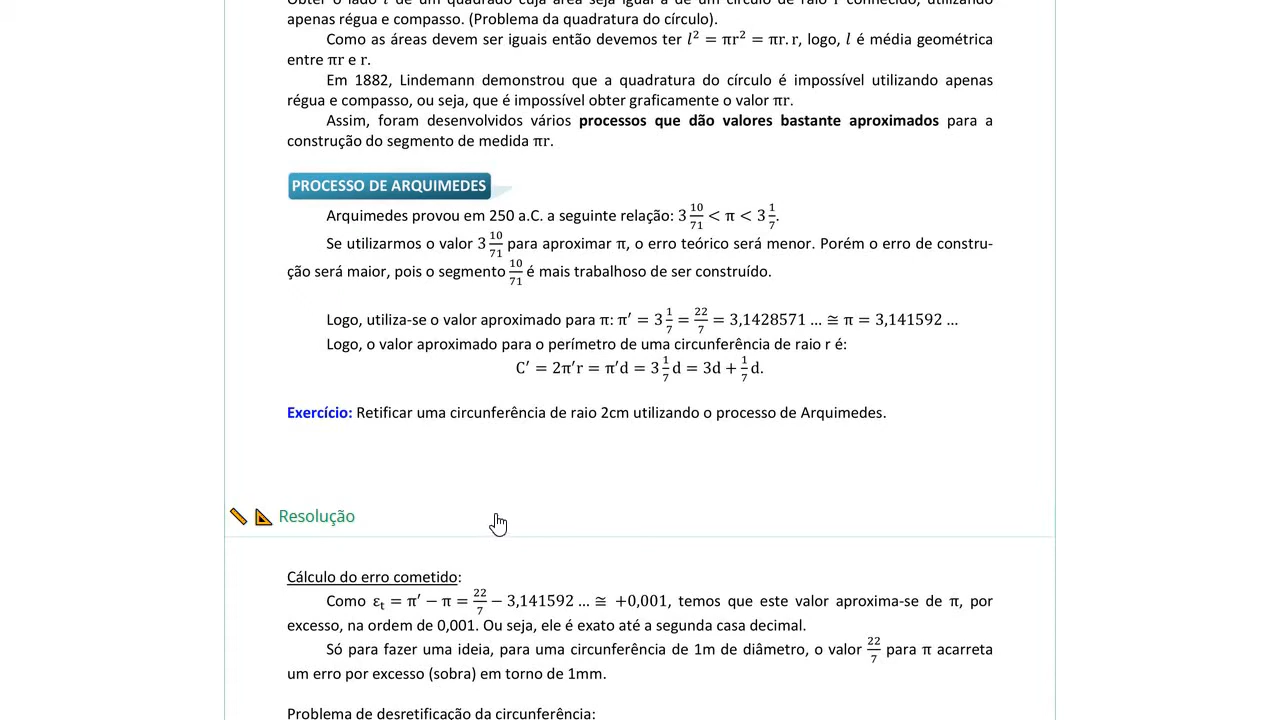 Obter o lado l de um quadrado cuja área seja igual a de um círculo de raio r conhecido, utilizando
apenas régua e compasso. (Problema da quadratura do círculo).
Como as áreas devem ser iguais então devemos ter l² = πr² = πr. r, logo, l é média geométrica
entre πr e r.
Em 1882, Lindemann demonstrou que a quadratura do círculo é impossível utilizando apenas
régua e compasso, ou seja, que é impossível obter graficamente o valor πr.
Assim, foram desenvolvidos vários processos que dão valores bastante aproximados para a
construção do segmento de medida πr.
PROCESSO DE ARQUIMEDES
Arquimedes provou em 250 a.C. a seguinte relação: 3 10/71 < π < 3 1/7.
Se utilizarmos o valor 3 10/71 para aproximar π, o erro teórico será menor. Porém o erro de constru-
ção será maior, pois o segmento 10/71 é mais trabalhoso de ser construído.
Logo, utiliza-se o valor aproximado para π: π′ = 3 1/7 = 22/7 = 3,1428571 … ≅ π = 3,141592 …
Logo, o valor aproximado para o perímetro de uma circunferência de raio r é:
C′ = 2π′r = π′d = 3 1/7 d = 3d + 1/7 d.
Exercício: Retificar uma circunferência de raio 2cm utilizando o processo de Arquimedes.
Resolução
Cálculo do erro cometido:
Como εt = π′ − π = 22/7 − 3,141592 … ≅ +0,001, temos que este valor aproxima-se de π, por
excesso, na ordem de 0,001. Ou seja, ele é exato até a segunda casa decimal.
Só para fazer uma ideia, para uma circunferência de 1m de diâmetro, o valor 22/7 para π acarreta
um erro por excesso (sobra) em torno de 1mm.
Problema de desretificação da circunferência: